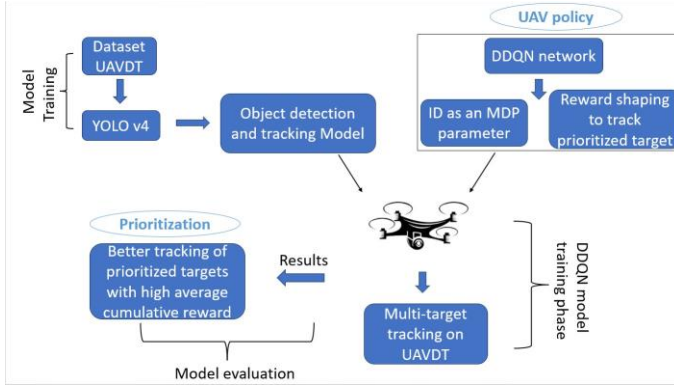 Model
Training
Dataset
UAVDT
YOLO v4
Object detection
and tracking Model
UAV policy
DDQN network
ID as an MDP
parameter
Reward shaping
to track
prioritized target
Prioritization
Better tracking of
prioritized targets
with high average
cumulative reward
Results
Multi-target
tracking on
UAVDT
DDQN model
training phase
Model evaluation